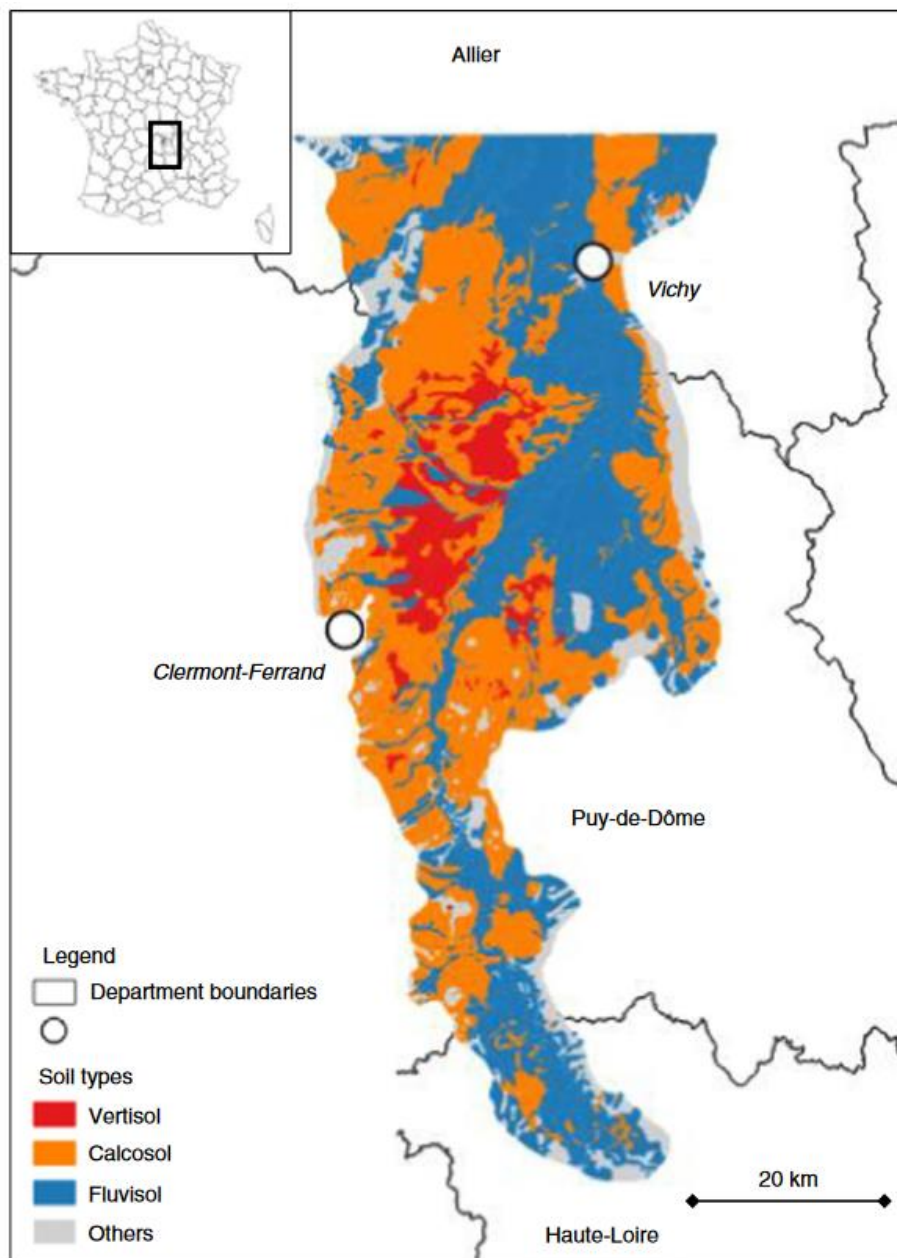 Allier
Vichy
Clermont-Ferrand
Puy-de-Dôme
Legend
Department boundaries
Soil types
Vertisol
Calcosol
Fluvisol
Others
20 km
Haute-Loire